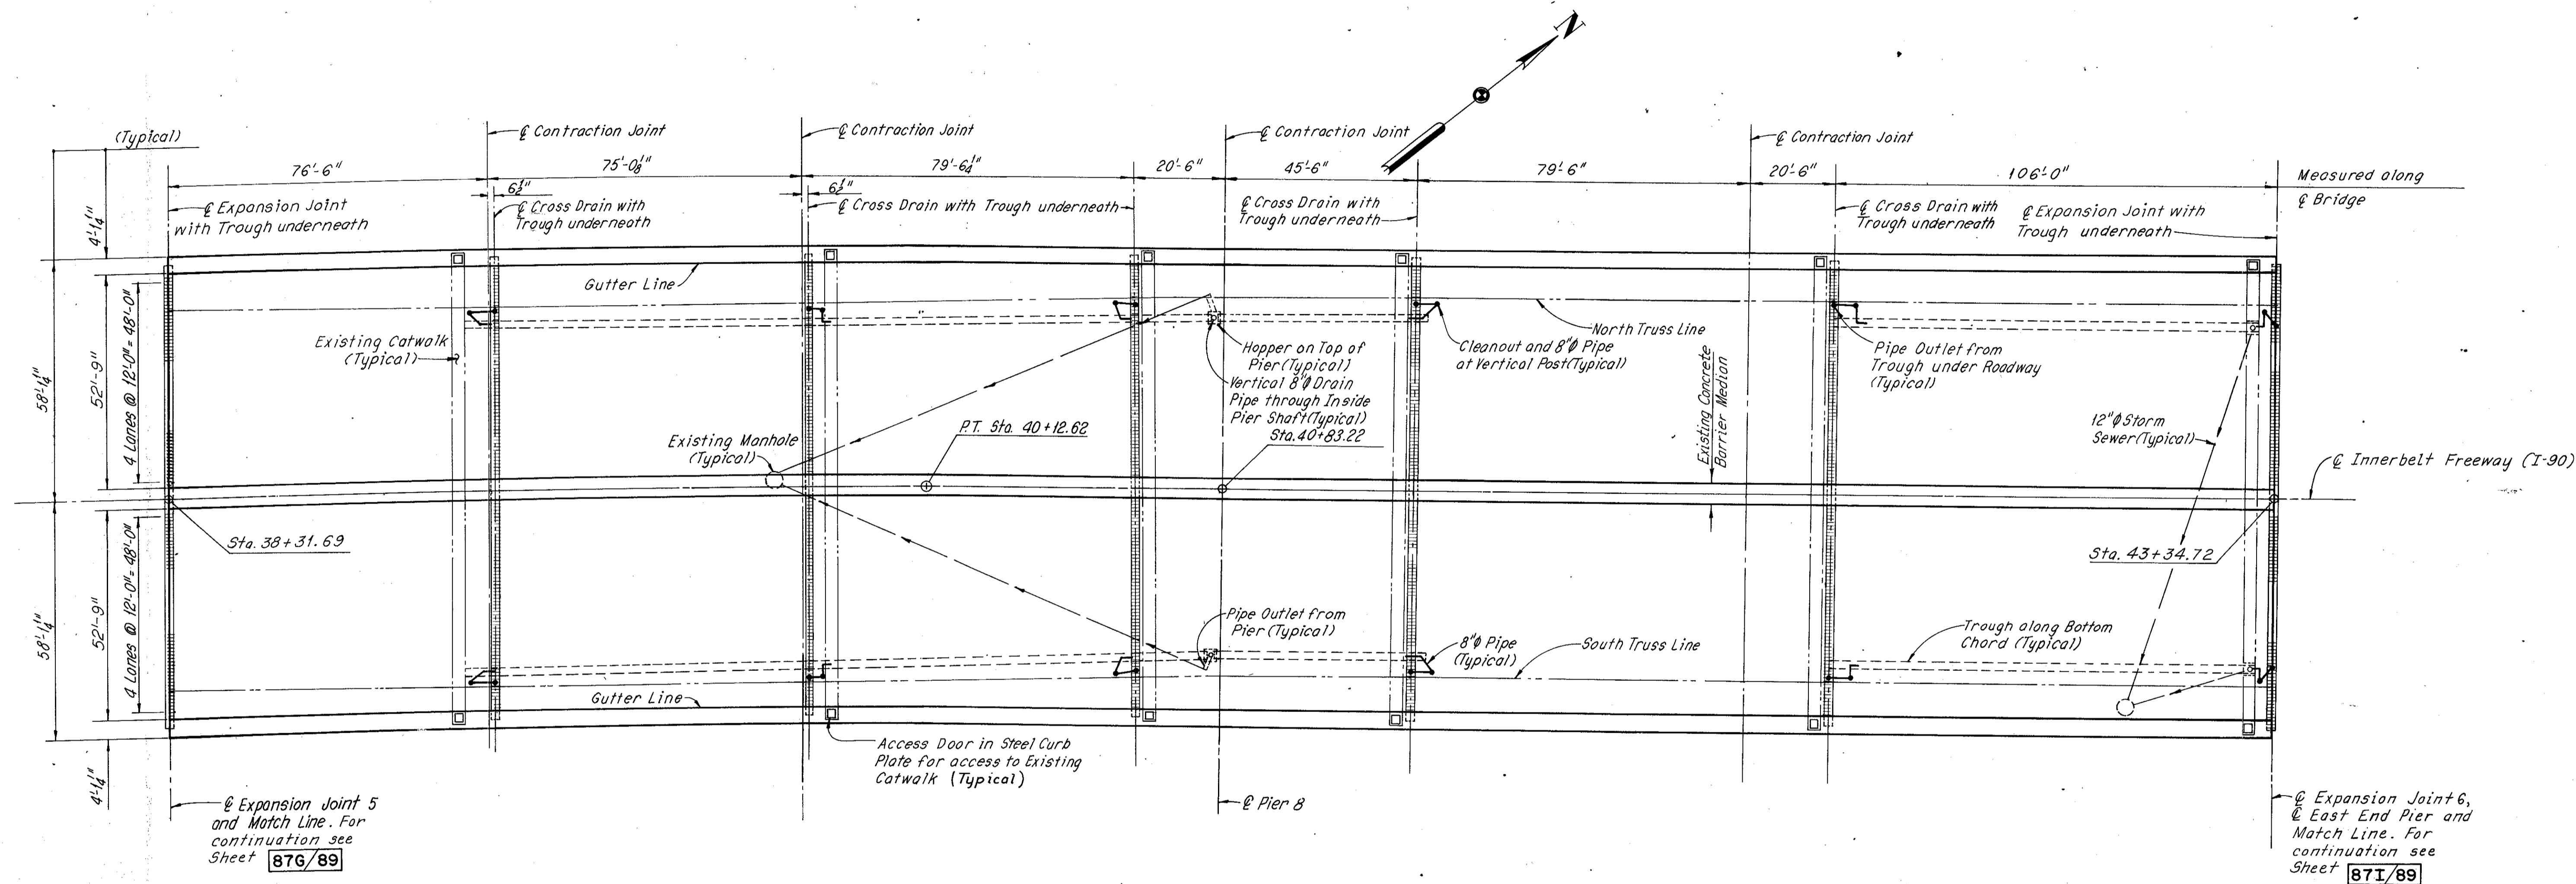 N
(Typical)
℄ Contraction Joint
℄ Contraction Joint
℄ Contraction Joint
℄ Contraction Joint
76'-6"
75'-0⅛"
79'-6¼"
20'-6"
45'-6"
79'-6"
20'-6"
106'-0"
Measured along
℄ Bridge
6½"
6½"
4'-1¼"
℄ Expansion Joint
with Trough underneath
℄ Cross Drain with
Trough underneath
℄ Cross Drain with Trough underneath
℄ Cross Drain with
Trough underneath
℄ Cross Drain with
Trough underneath
℄ Expansion Joint with
Trough underneath
Gutter Line
58'-1¼"
52'-9"
4 Lanes @ 12'-0" = 48'-0"
Existing Catwalk
(Typical)
North Truss Line
Hopper on Top of
Pier (Typical)
Vertical 8"ϕ Drain
Pipe through Inside
Pier Shaft (Typical)
Cleanout and 8"ϕ Pipe
at Vertical Post (Typical)
Existing Concrete
Barrier Median
Pipe Outlet from
Trough under Roadway
(Typical)
12"ϕ Storm
Sewer (Typical)
Existing Manhole
(Typical)
P.T. Sta. 40+12.62
Sta. 40+83.22
℄ Innerbelt Freeway (I-90)
Sta. 38+31.69
Sta. 43+34.72
58'-1¼"
52'-9"
4 Lanes @ 12'-0" = 48'-0"
Pipe Outlet from
Pier (Typical)
8"ϕ Pipe
(Typical)
South Truss Line
Trough along Bottom
Chord (Typical)
Gutter Line
4'-1¼"
Access Door in Steel Curb
Plate for access to Existing
Catwalk (Typical)
℄ Expansion Joint 5
and Match Line. For
continuation see
Sheet 87G/89
℄ Pier 8
℄ Expansion Joint 6,
℄ East End Pier and
Match Line. For
continuation see
Sheet 87I/89